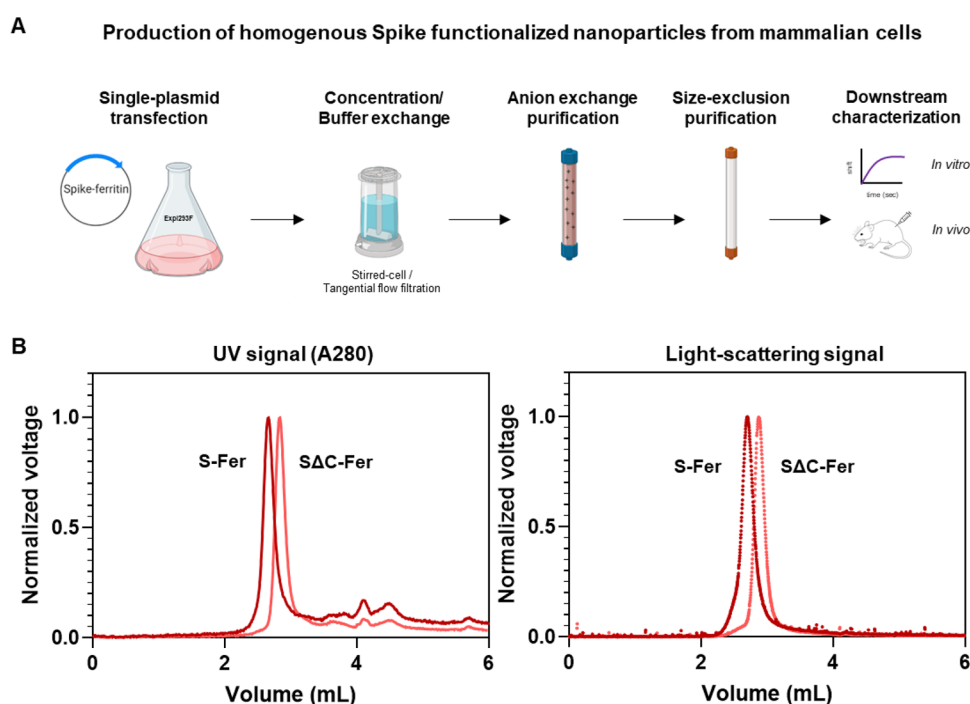 A
Production of homogenous Spike functionalized nanoparticles from mammalian cells
Single-plasmid
transfection
Concentration/
Buffer exchange
Anion exchange
purification
Size-exclusion
purification
Downstream
characterization
Spike-ferritin
Expi293F
Stirred-cell /
Tangential flow filtration
shift
time (sec)
In vitro
In vivo
B
UV signal (A280)
Normalized voltage
1.0
0.5
0.0
S-Fer
SΔC-Fer
0
2
4
6
Volume (mL)
Light-scattering signal
Normalized voltage
1.0
0.5
0.0
S-Fer
SΔC-Fer
0
2
4
6
Volume (mL)